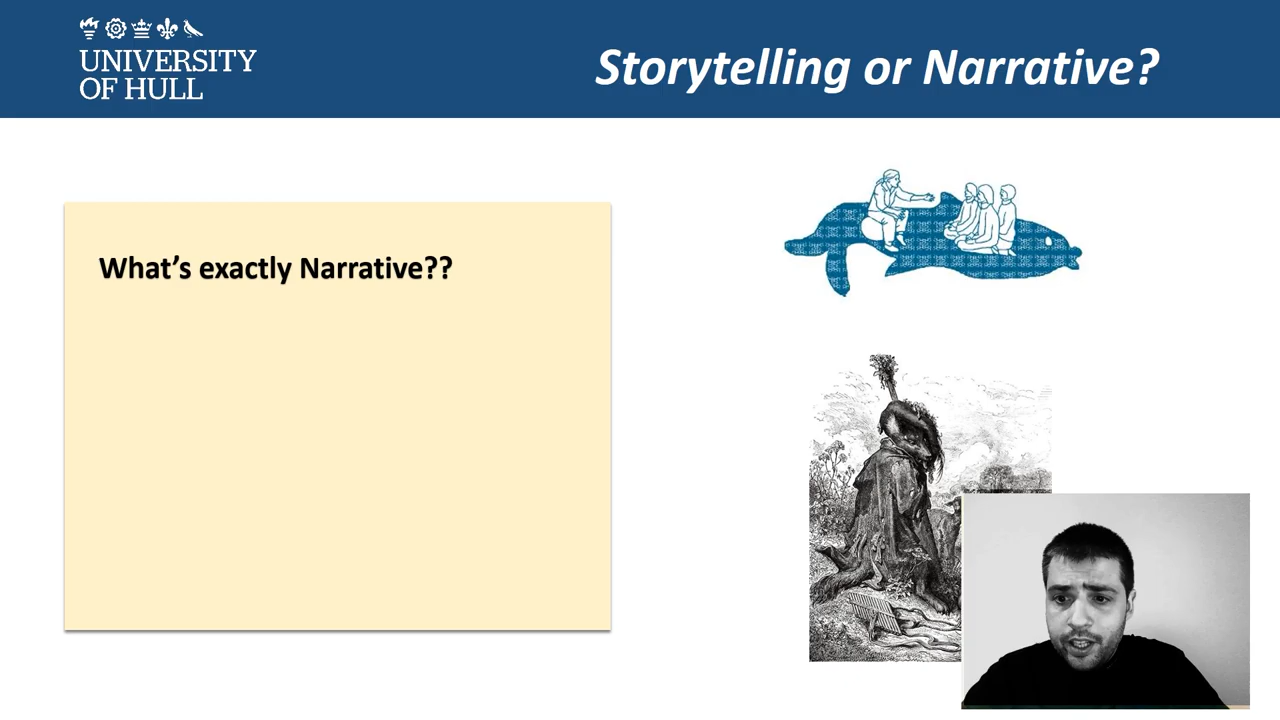 UNIVERSITY
OF HULL
Storytelling or Narrative?
What’s exactly Narrative??